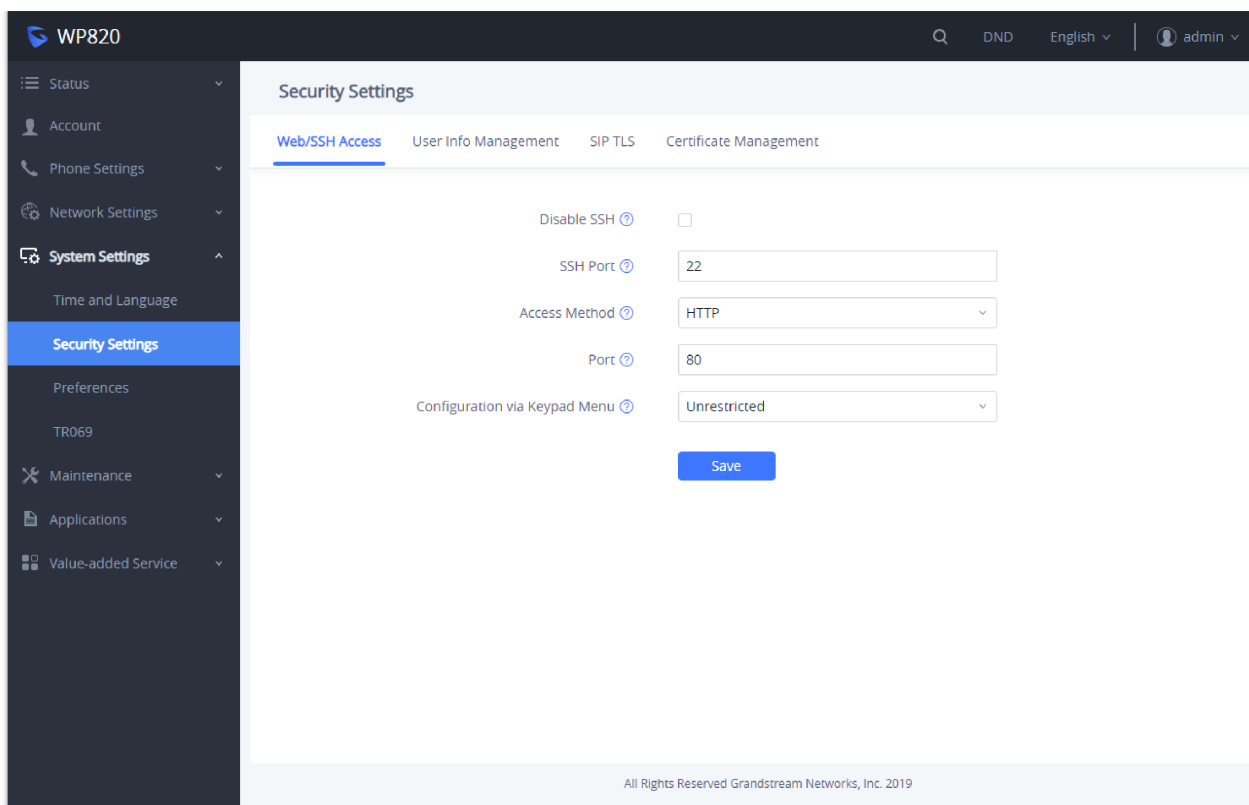 WP820
DND English admin
Status
Account
Phone Settings
Network Settings
System Settings
Time and Language
Security Settings
Preferences
TR069
Maintenance
Applications
Value-added Service
Security Settings
Web/SSH Access User Info Management SIP TLS Certificate Management
Disable SSH ?
SSH Port ? 22
Access Method ? HTTP
Port ? 80
Configuration via Keypad Menu ? Unrestricted
Save
All Rights Reserved Grandstream Networks, Inc. 2019